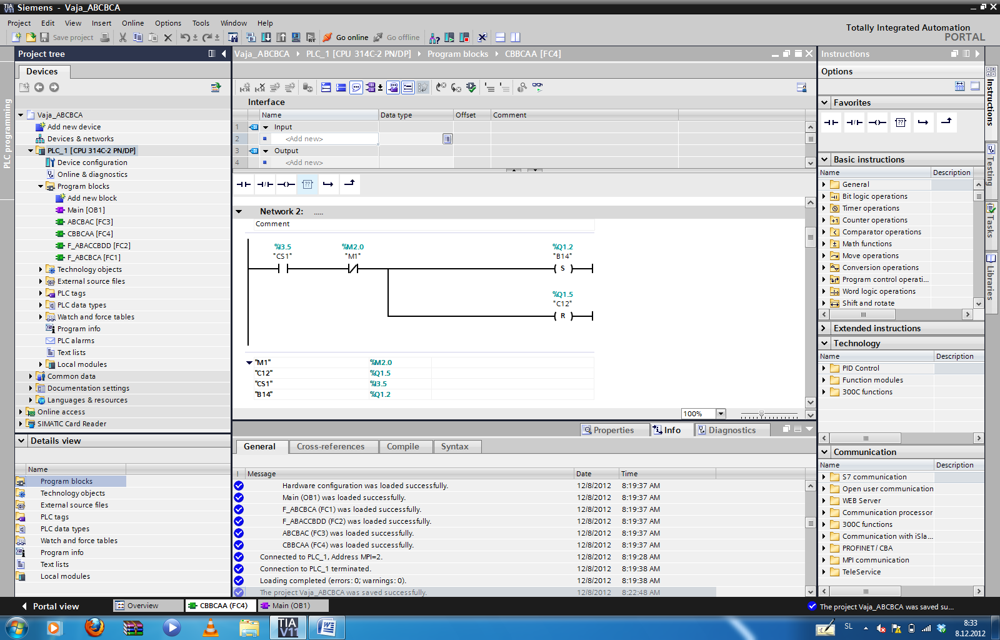 TIA V11 Siemens - Vaja_ABCBCA
Project Edit View Insert Online Options Tools Window Help
Totally Integrated Automation
PORTAL
Save project Go online Go offline
PLC programming
Project tree
Devices
Vaja_ABCBCA
Add new device
Devices & networks
PLC_1 [CPU 314C-2 PN/DP]
Device configuration
Online & diagnostics
Program blocks
Add new block
Main [OB1]
ABCBAC [FC3]
CBBCAA [FC4]
F_ABACCBDD [FC2]
F_ABCBCA [FC1]
Technology objects
External source files
PLC tags
PLC data types
Watch and force tables
Program info
PLC alarms
Text lists
Local modules
Common data
Documentation settings
Languages & resources
Online access
SIMATIC Card Reader
Details view
Name
Program blocks
Technology objects
External source files
PLC tags
PLC data types
Watch and force tables
Program info
Text lists
Local modules
Vaja_ABCBCA PLC_1 [CPU 314C-2 PN/DP] Program blocks CBBCAA [FC4]
Interface
Name Data type Offset Comment
1 Input
2 <Add new>
3 Output
4 <Add new>
Network 2: .....
Comment
%I3.5 %M2.0 %Q1.2
"CS1" "M1" "B14"
S
%Q1.5
"C12"
R
"M1" %M2.0
"C12" %Q1.5
"CS1" %I3.5
"B14" %Q1.2
100%
Properties Info Diagnostics
General Cross-references Compile Syntax
! Message Date Time
Hardware configuration was loaded successfully. 12/8/2012 8:19:37 AM
Main (OB1) was loaded successfully. 12/8/2012 8:19:37 AM
F_ABCBCA (FC1) was loaded successfully. 12/8/2012 8:19:37 AM
F_ABACCBDD (FC2) was loaded successfully. 12/8/2012 8:19:37 AM
ABCBAC (FC3) was loaded successfully. 12/8/2012 8:19:37 AM
CBBCAA (FC4) was loaded successfully. 12/8/2012 8:19:37 AM
Connected to PLC_1, Address MPI=2. 12/8/2012 8:19:28 AM
Connection to PLC_1 terminated. 12/8/2012 8:19:38 AM
Loading completed (errors: 0; warnings: 0). 12/8/2012 8:19:38 AM
The project Vaja_ABCBCA was saved successfully. 12/8/2012 8:22:48 AM
Instructions
Options
Favorites
??
Basic instructions
Name Description
General
Bit logic operations
Timer operations
Counter operations
Comparator operations
Math functions
Move operations
Conversion operations
Program control operati...
Word logic operations
Shift and rotate
Extended instructions
Technology
Name Description
PID Control
Function modules
300C functions
Communication
Name Description
S7 communication
Open user communication
WEB Server
Communication processor
300C functions
Communication with iSla...
PROFINET / CBA
MPI communication
TeleService
Instructions
Testing
Tasks
Libraries
Portal view Overview CBBCAA (FC4) Main (OB1) The project Vaja_ABCBCA was saved su...
TIA V11
SL
8:33
8.12.2012